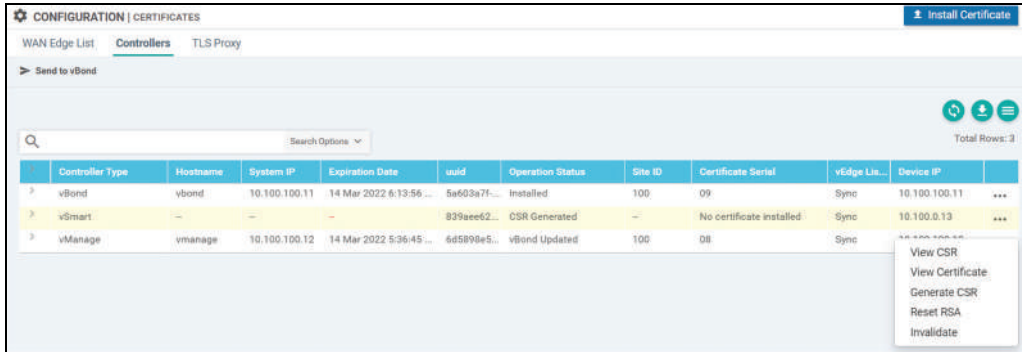 CONFIGURATION | CERTIFICATES Install Certificate
WAN Edge List Controllers TLS Proxy
Send to vBond
Search Options Total Rows: 3
Controller Type Hostname System IP Expiration Date uuid Operation Status Site ID Certificate Serial vEdge Lis... Device IP
vBond vbond 10.100.100.11 14 Mar 2022 6:13:56 ... 5a603a7f-... Installed 100 09 Sync 10.100.100.11 ...
vSmart -- -- -- 839aee62... CSR Generated -- No certificate installed Sync 10.100.0.13 ...
vManage vmanage 10.100.100.12 14 Mar 2022 5:36:45 ... 6d5898e5... vBond Updated 100 08 Sync
View CSR
View Certificate
Generate CSR
Reset RSA
Invalidate